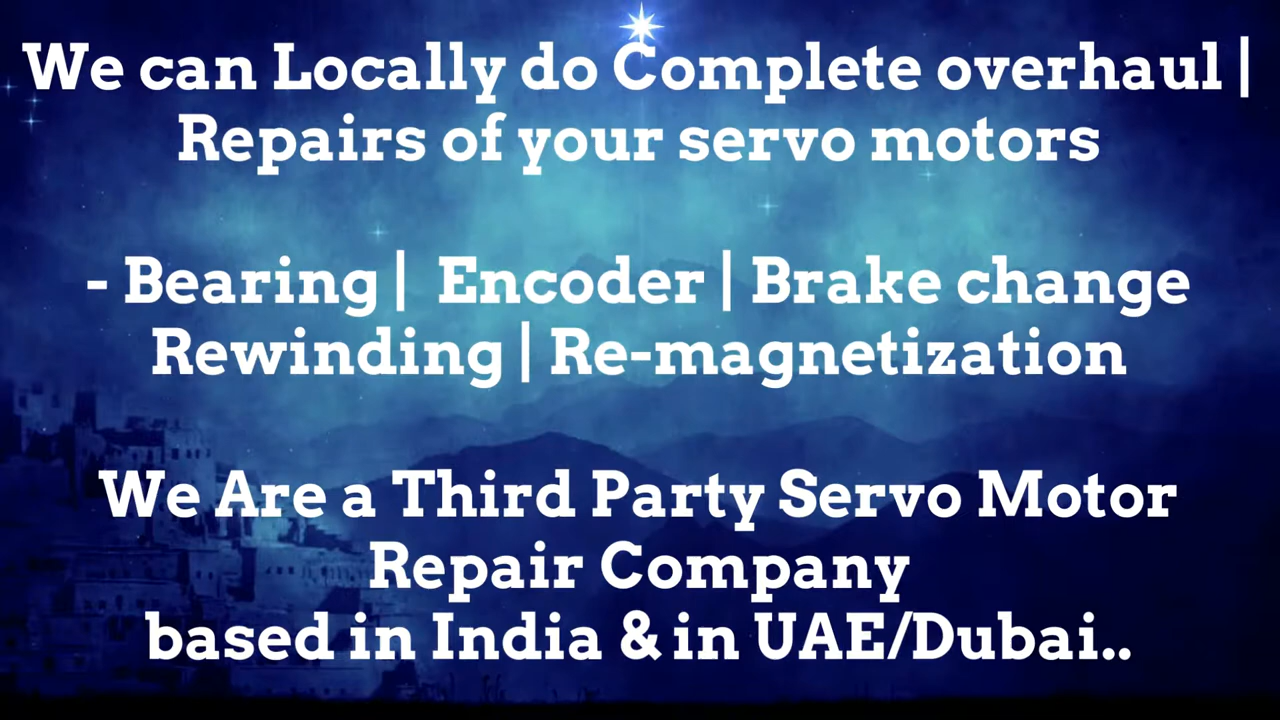 We can Locally do Complete overhaul |
Repairs of your servo motors
- Bearing | Encoder | Brake change
Rewinding | Re-magnetization
We Are a Third Party Servo Motor
Repair Company
based in India & in UAE/Dubai..